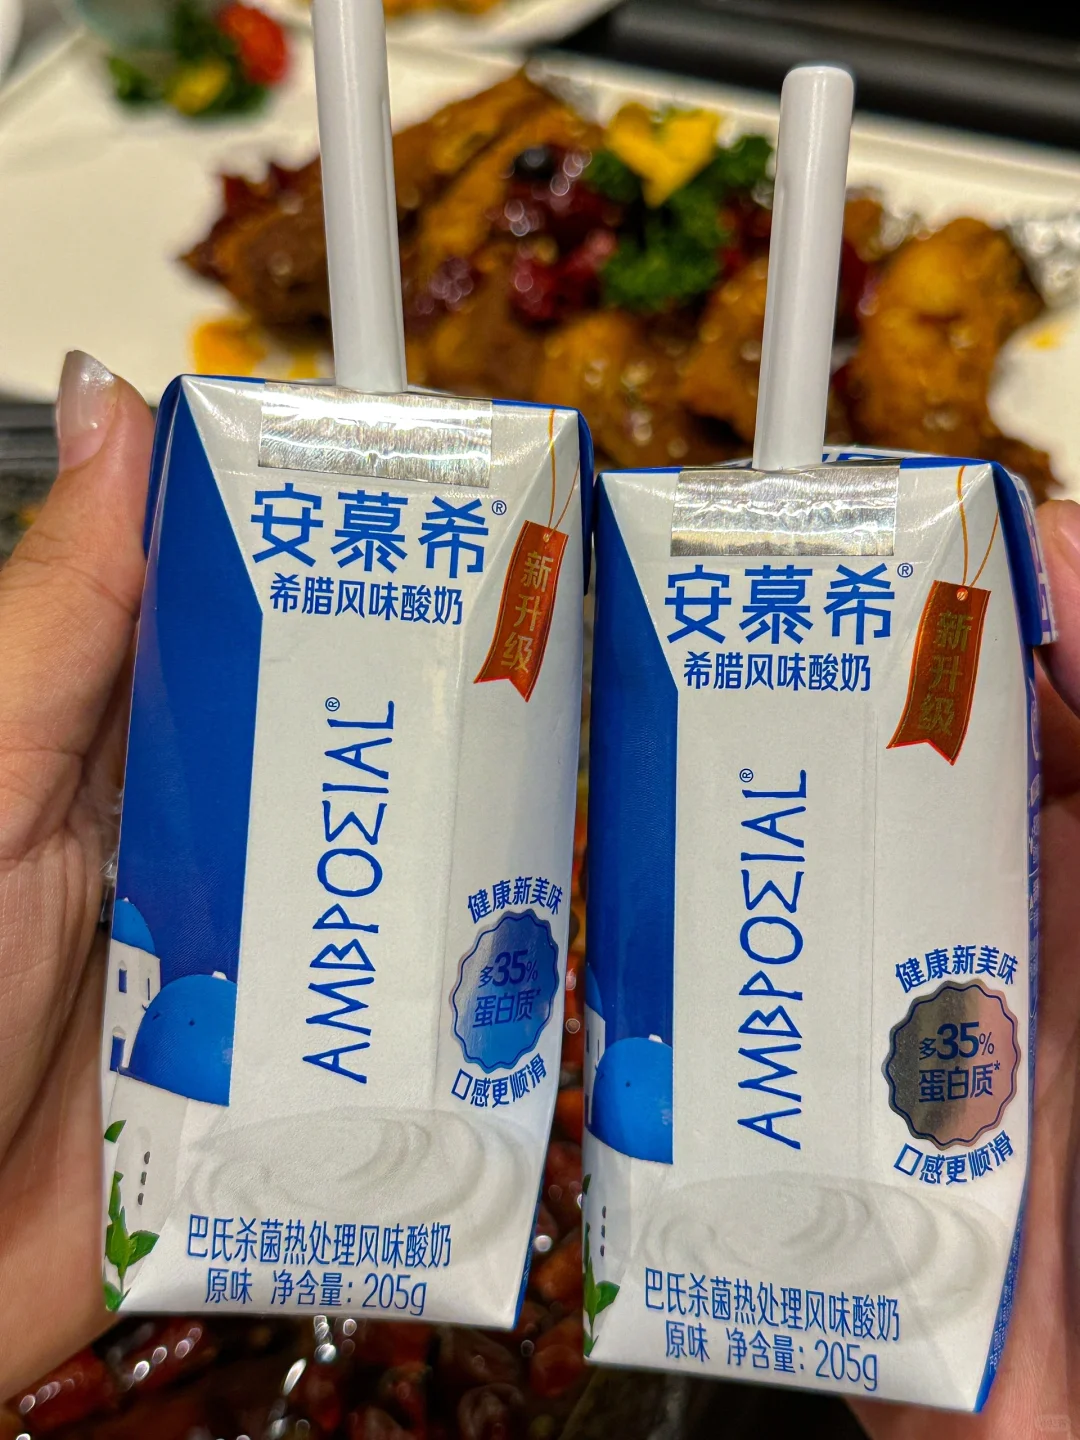 安慕希®
希腊风味酸奶
新升级
AMBPOΣIAL®
健康新美味
多35%
蛋白质*
口感更顺滑
巴氏杀菌热处理风味酸奶
原味 净含量：205g
安慕希®
希腊风味酸奶
新升级
AMBPOΣIAL®
健康新美味
多35%
蛋白质*
口感更顺滑
巴氏杀菌热处理风味酸奶
原味 净含量：205g